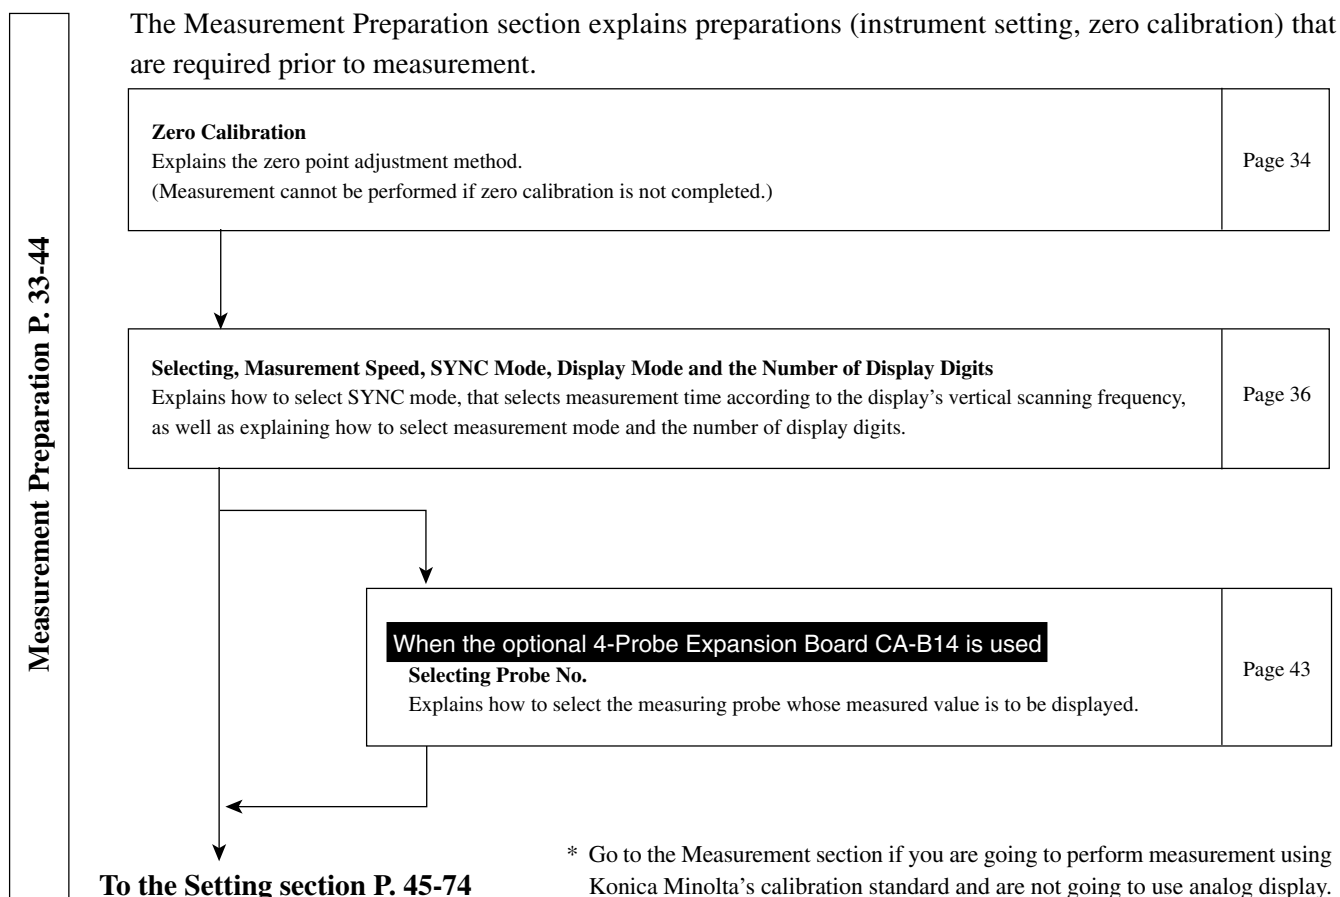 The Measurement Preparation section explains preparations (instrument setting, zero calibration) that
are required prior to measurement.
Measurement Preparation P. 33-44
Zero Calibration
Explains the zero point adjustment method.
(Measurement cannot be performed if zero calibration is not completed.)
Page 34
Selecting, Masurement Speed, SYNC Mode, Display Mode and the Number of Display Digits
Explains how to select SYNC mode, that selects measurement time according to the display's vertical scanning frequency,
as well as explaining how to select measurement mode and the number of display digits.
Page 36
When the optional 4-Probe Expansion Board CA-B14 is used
Selecting Probe No.
Explains how to select the measuring probe whose measured value is to be displayed.
Page 43
To the Setting section P. 45-74
* Go to the Measurement section if you are going to perform measurement using
Konica Minolta's calibration standard and are not going to use analog display.